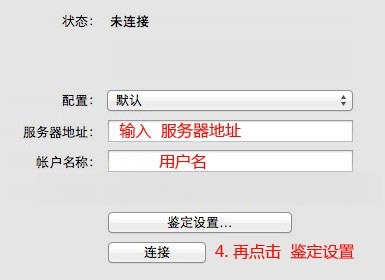 状态： 未连接
配置： 默认
服务器地址： 输入 服务器地址
帐户名称： 用户名
鉴定设置...
连接 4. 再点击 鉴定设置